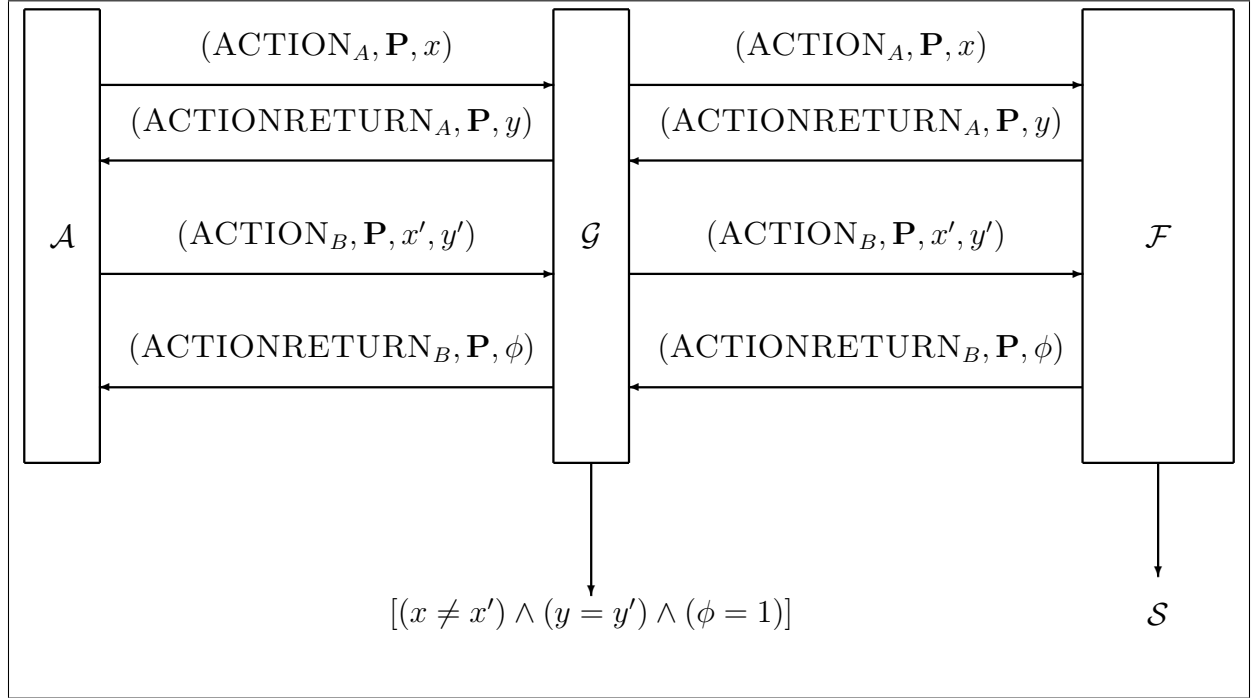 (ACTION_A, P, x) (ACTION_A, P, x)
(ACTIONRETURN_A, P, y) (ACTIONRETURN_A, P, y)
(ACTION_B, P, x′, y′) (ACTION_B, P, x′, y′)
𝒜 𝒢 ℱ
(ACTIONRETURN_B, P, ϕ) (ACTIONRETURN_B, P, ϕ)
[(x ≠ x′) ∧ (y = y′) ∧ (ϕ = 1)] 𝒮